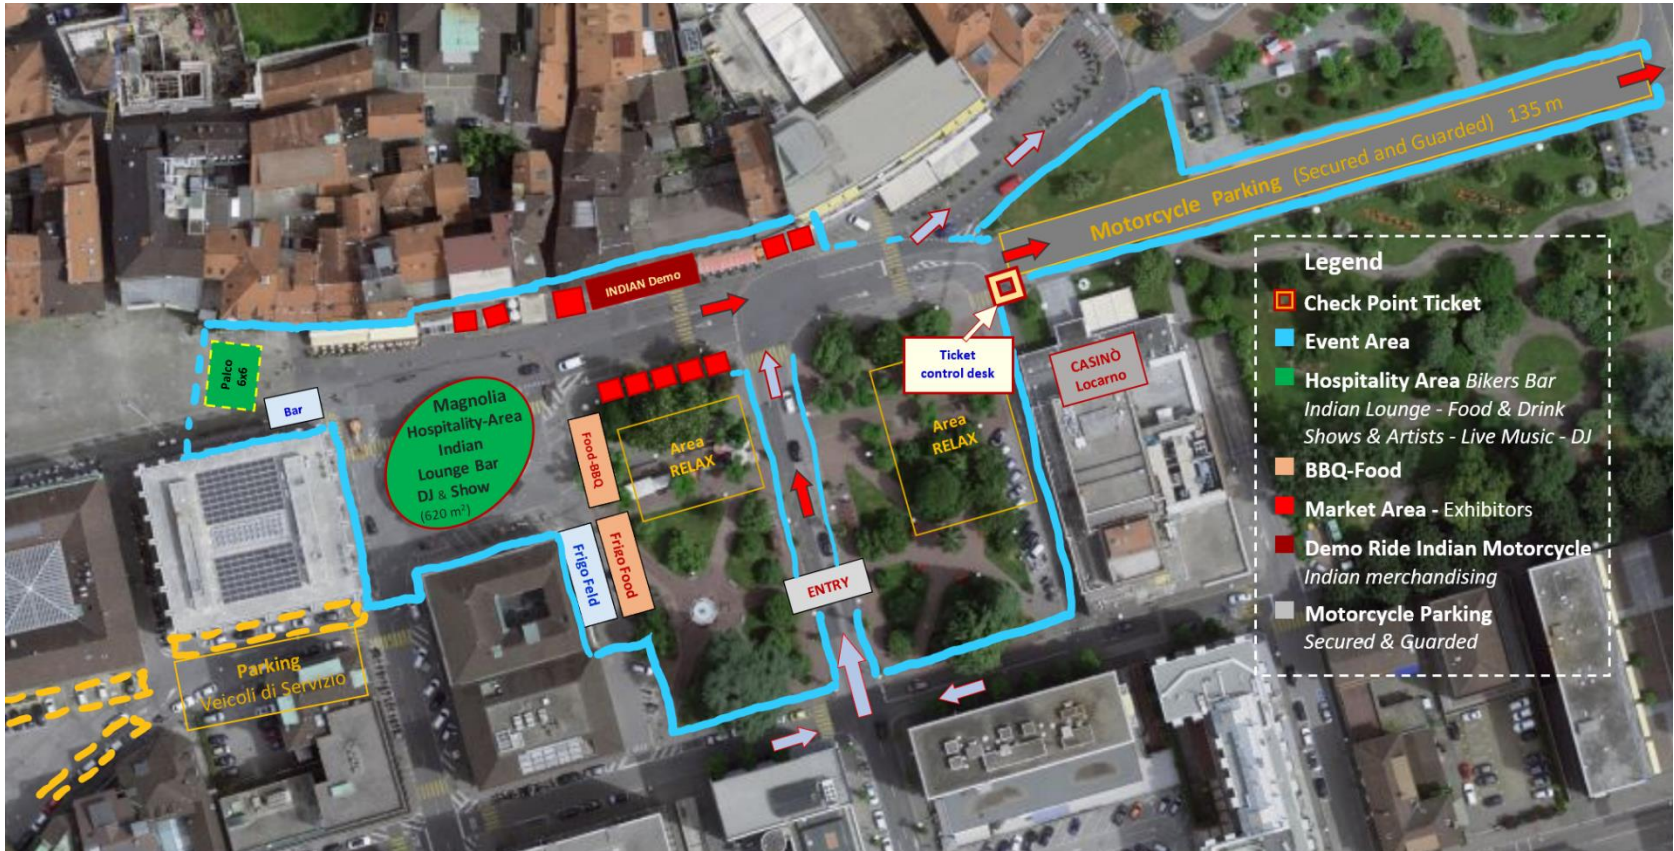 Motorcycle Parking (Secured and Guarded) 135 m
INDIAN Demo
Palco
6x6
Bar
Magnolia
Hospitality-Area
Indian
Lounge Bar
DJ & Show
(620 m²)
Food-BBQ
Area
RELAX
Frigo Feld
Frigo Food
ENTRY
Area
RELAX
Ticket
control desk
CASINÒ
Locarno
Parking
Veicoli di Servizio
Legend
Check Point Ticket
Event Area
Hospitality Area Bikers Bar
Indian Lounge - Food & Drink
Shows & Artists - Live Music - DJ
BBQ-Food
Market Area - Exhibitors
Demo Ride Indian Motorcycle
Indian merchandising
Motorcycle Parking
Secured & Guarded